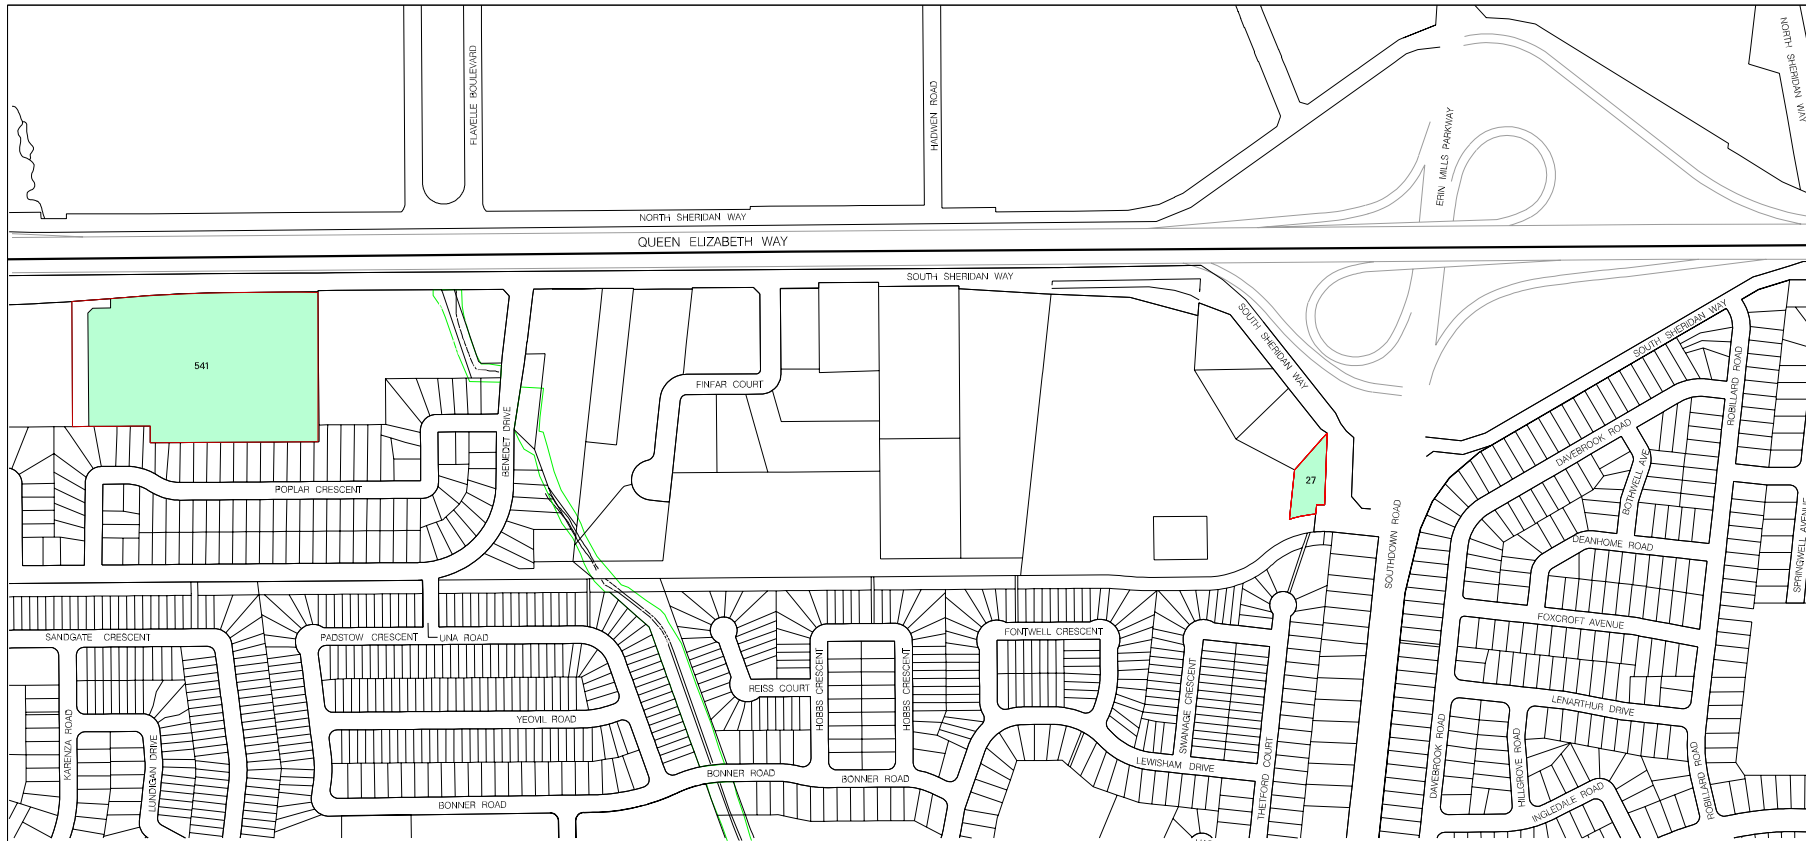 FLAVELLE BOULEVARD
HADWEN ROAD
ERIN MILLS PARKWAY
NORTH SHERIDAN WAY
NORTH SHERIDAN WAY
QUEEN ELIZABETH WAY
SOUTH SHERIDAN WAY
SOUTH SHERIDAN WAY
SOUTH SHERIDAN WAY
541
FINFAR COURT
BENEDET DRIVE
ROBILLARD ROAD
DAVEBROOK ROAD
BOTHWELL AVE
27
POPLAR CRESCENT
SOUTHDOWN ROAD
DEANHOME ROAD
SPRINGWELL AVENUE
FOXCROFT AVENUE
SANDGATE CRESCENT
PADSTOW CRESCENT
UNA ROAD
FONTWELL CRESCENT
HOBBS CRESCENT
HOBBS CRESCENT
REISS COURT
SWANAGE CRESCENT
LENARTHUR DRIVE
YEOVIL ROAD
KARENZA ROAD
LUNDIGAN DRIVE
THETFORD COURT
DAVEBROOK ROAD
HILLGROVE ROAD
ROBILLARD ROAD
LEWISHAM DRIVE
BONNER ROAD
BONNER ROAD
BONNER ROAD
INGLEDALE ROAD